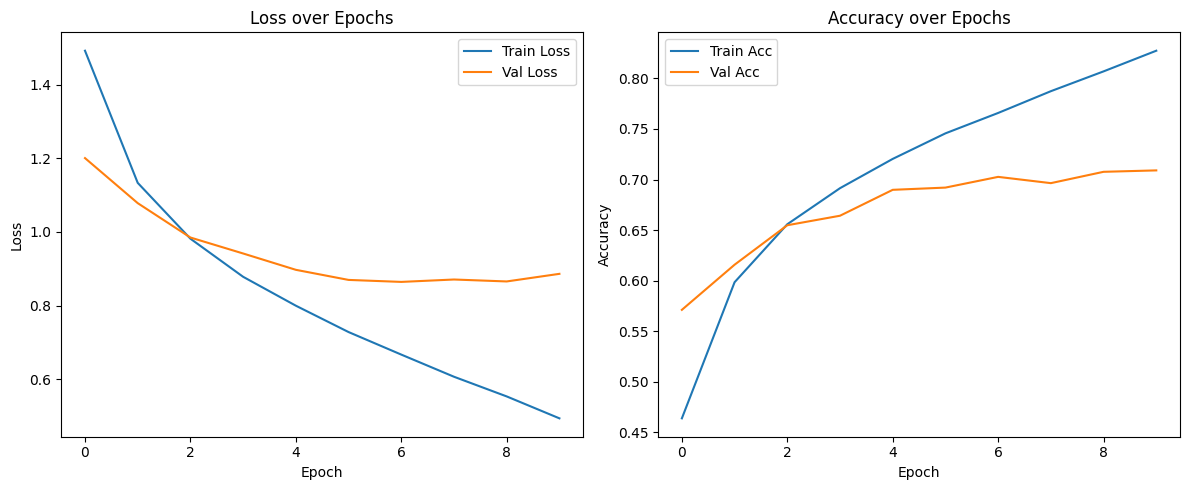 Loss over Epochs
Train Loss
Val Loss
1.4
1.2
1.0
0.8
0.6
Loss
0 2 4 6 8
Epoch
Accuracy over Epochs
Train Acc
Val Acc
0.80
0.75
0.70
0.65
0.60
0.55
0.50
0.45
Accuracy
0 2 4 6 8
Epoch